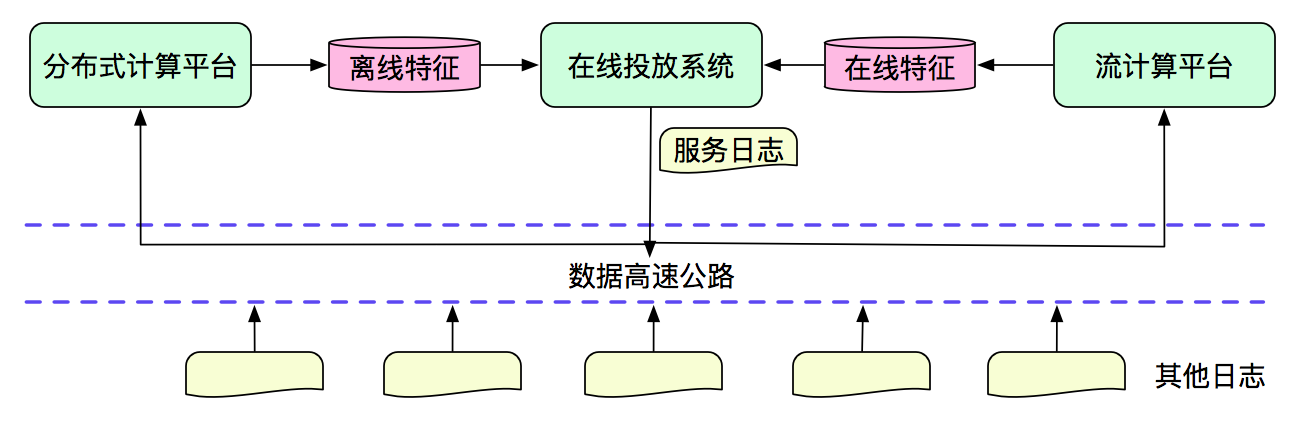 分布式计算平台
离线特征
在线投放系统
在线特征
流计算平台
服务日志
数据高速公路
其他日志